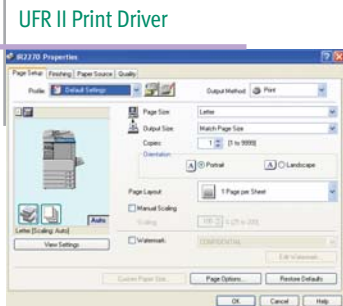 UFR II Print Driver
iR2270 Properties
Page Setup Finishing Paper Source Quality
Profile: Default Settings Output Method: Print
Page Size: Letter
Output Size: Match Page Size
Copies: 1 [1 to 9999]
Orientation
A Portrait A Landscape
Page Layout: 1 Page per Sheet
Manual Scaling
Auto
Scaling:
Letter [Scaling: Auto]
View Settings
Watermark: CONFIDENTIAL
Edit Watermark...
Custom Paper Size... Page Options... Restore Defaults
OK Cancel Help